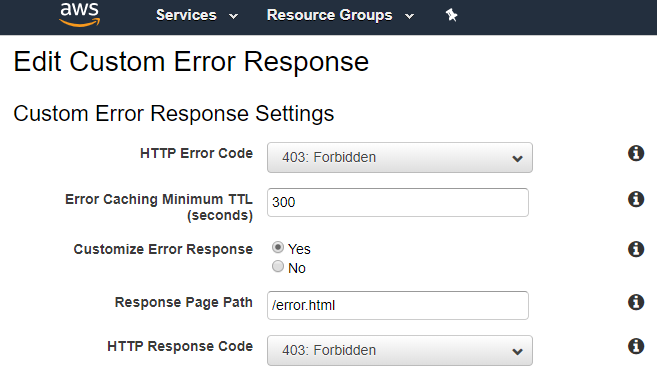 aws Services Resource Groups
Edit Custom Error Response
Custom Error Response Settings
HTTP Error Code 403: Forbidden
Error Caching Minimum TTL
(seconds) 300
Customize Error Response Yes
No
Response Page Path /error.html
HTTP Response Code 403: Forbidden